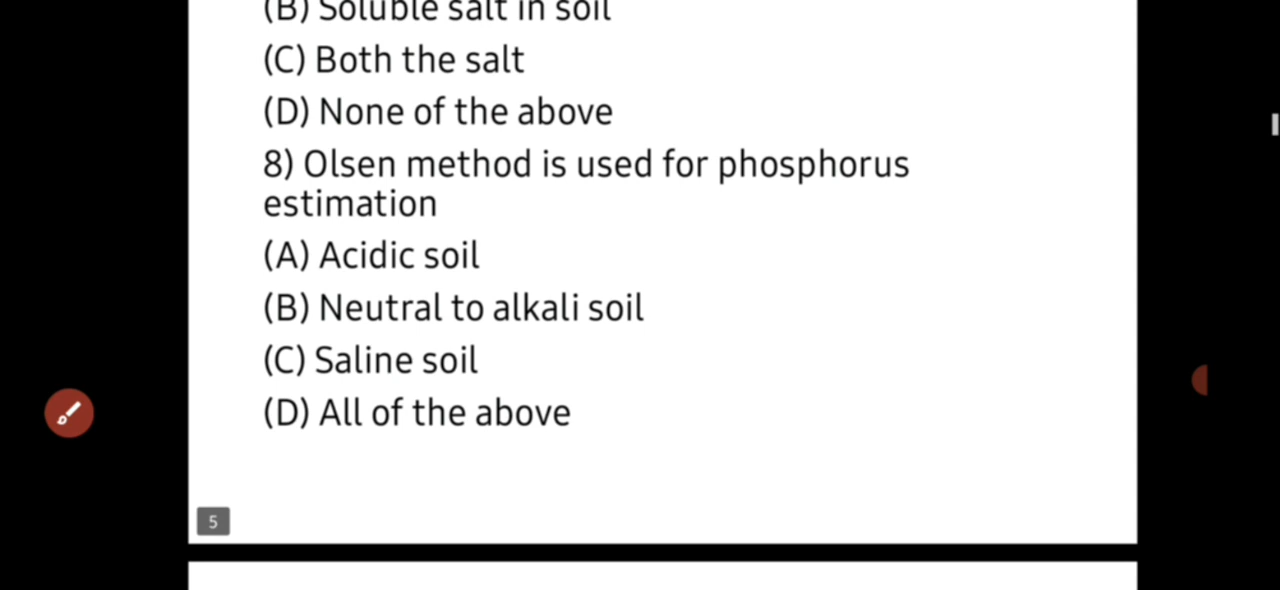 (B) Soluble salt in soil
(C) Both the salt
(D) None of the above
8) Olsen method is used for phosphorus
estimation
(A) Acidic soil
(B) Neutral to alkali soil
(C) Saline soil
(D) All of the above
5